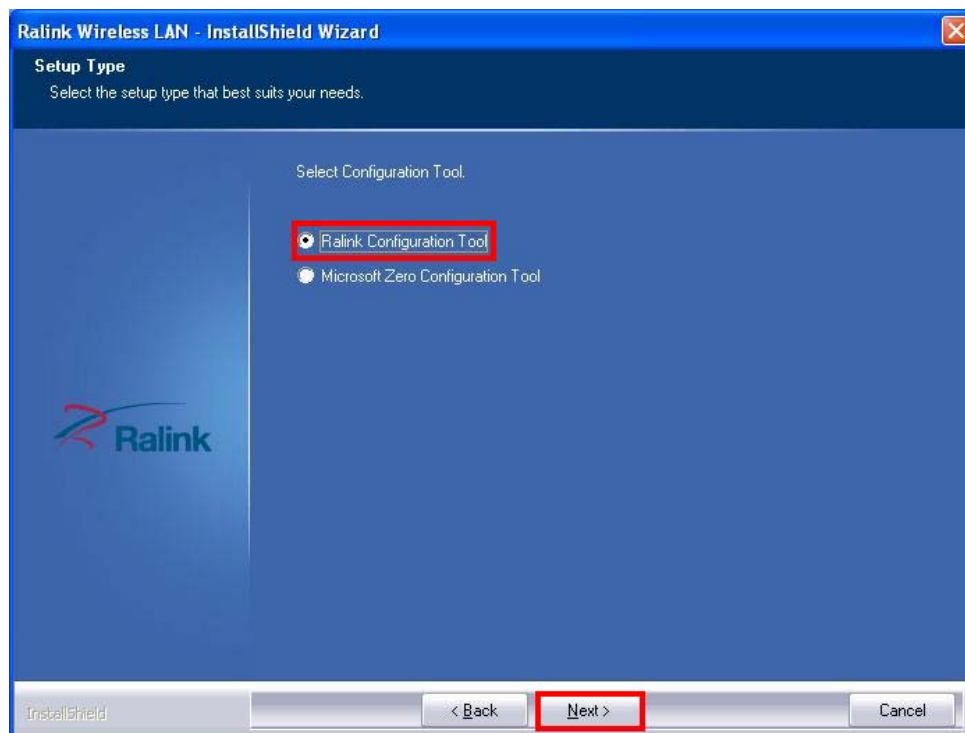 Ralink Wireless LAN - InstallShield Wizard
Setup Type
Select the setup type that best suits your needs.
Select Configuration Tool.
Ralink Configuration Tool
Microsoft Zero Configuration Tool
Ralink
InstallShield
< Back
Next >
Cancel